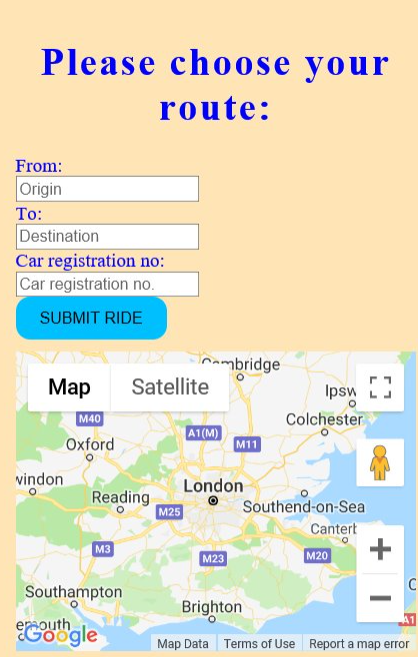 Please choose your
route:
From:
Origin
To:
Destination
Car registration no:
Car registration no.
SUBMIT RIDE
Map
Satellite
Cambridge
Ipsw
Colchester
M40
A1(M)
M11
Oxford
windon
Reading
London
M25
Southend-on-Sea
Canterb
M3
M23
M20
Southampton
Brighton
A1
Google
Map Data
Terms of Use
Report a map error